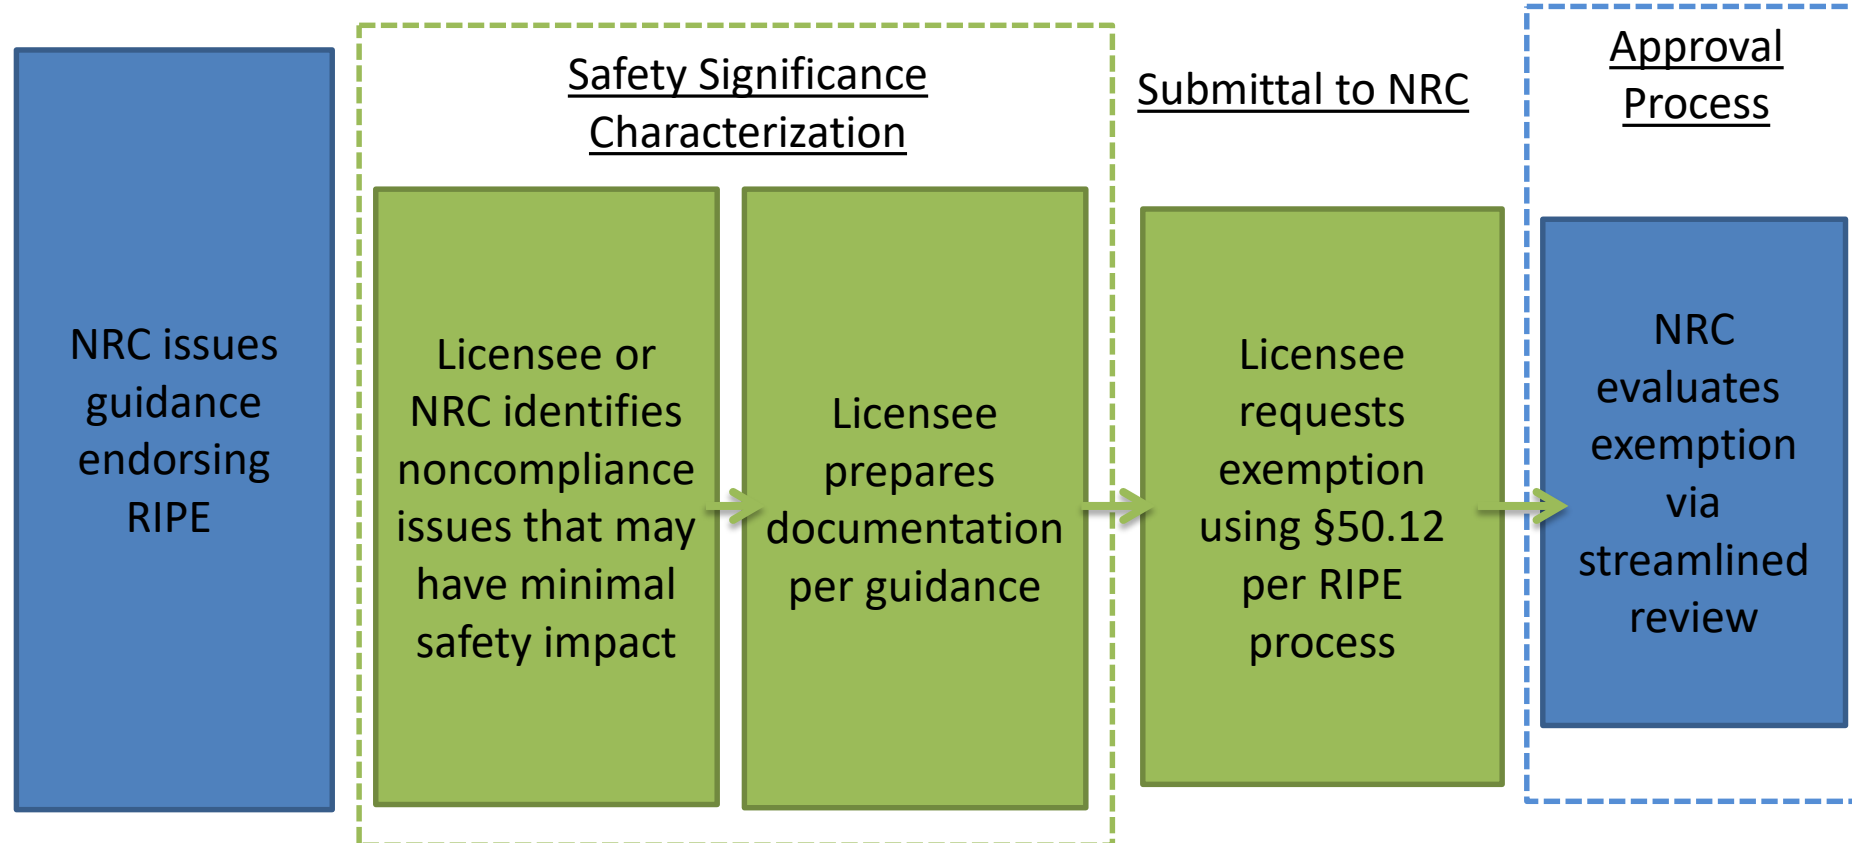 NRC issues
guidance
endorsing
RIPE
Safety Significance
Characterization
Licensee or
NRC identifies
noncompliance
issues that may
have minimal
safety impact
Licensee
prepares
documentation
per guidance
Submittal to NRC
Licensee
requests
exemption
using §50.12
per RIPE
process
Approval
Process
NRC
evaluates
exemption
via
streamlined
review